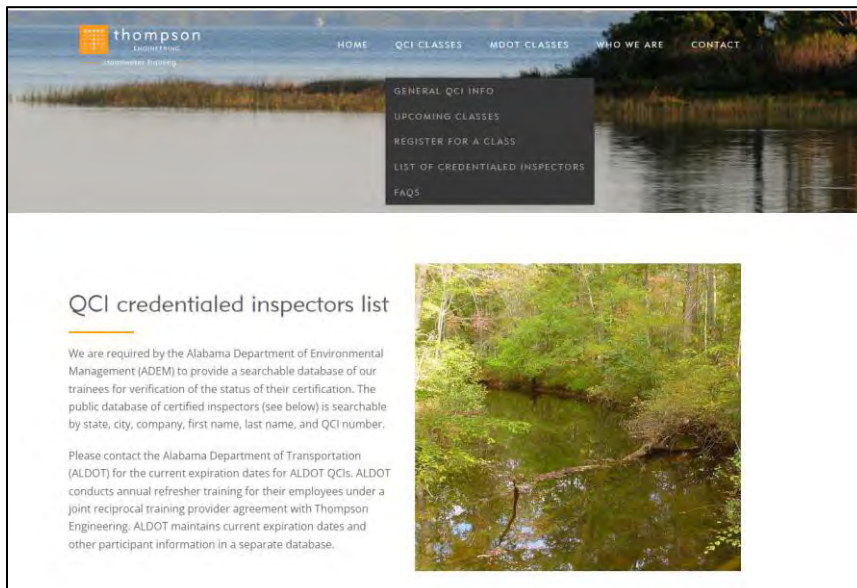 thompson
ENGINEERING
stormwater training
HOME QCI CLASSES MDOT CLASSES WHO WE ARE CONTACT
GENERAL QCI INFO
UPCOMING CLASSES
REGISTER FOR A CLASS
LIST OF CREDENTIALED INSPECTORS
FAQS
QCI credentialed inspectors list
We are required by the Alabama Department of Environmental
Management (ADEM) to provide a searchable database of our
trainees for verification of the status of their certification. The
public database of certified inspectors (see below) is searchable
by state, city, company, first name, last name, and QCI number.
Please contact the Alabama Department of Transportation
(ALDOT) for the current expiration dates for ALDOT QCIs. ALDOT
conducts annual refresher training for their employees under a
joint reciprocal training provider agreement with Thompson
Engineering. ALDOT maintains current expiration dates and
other participant information in a separate database.